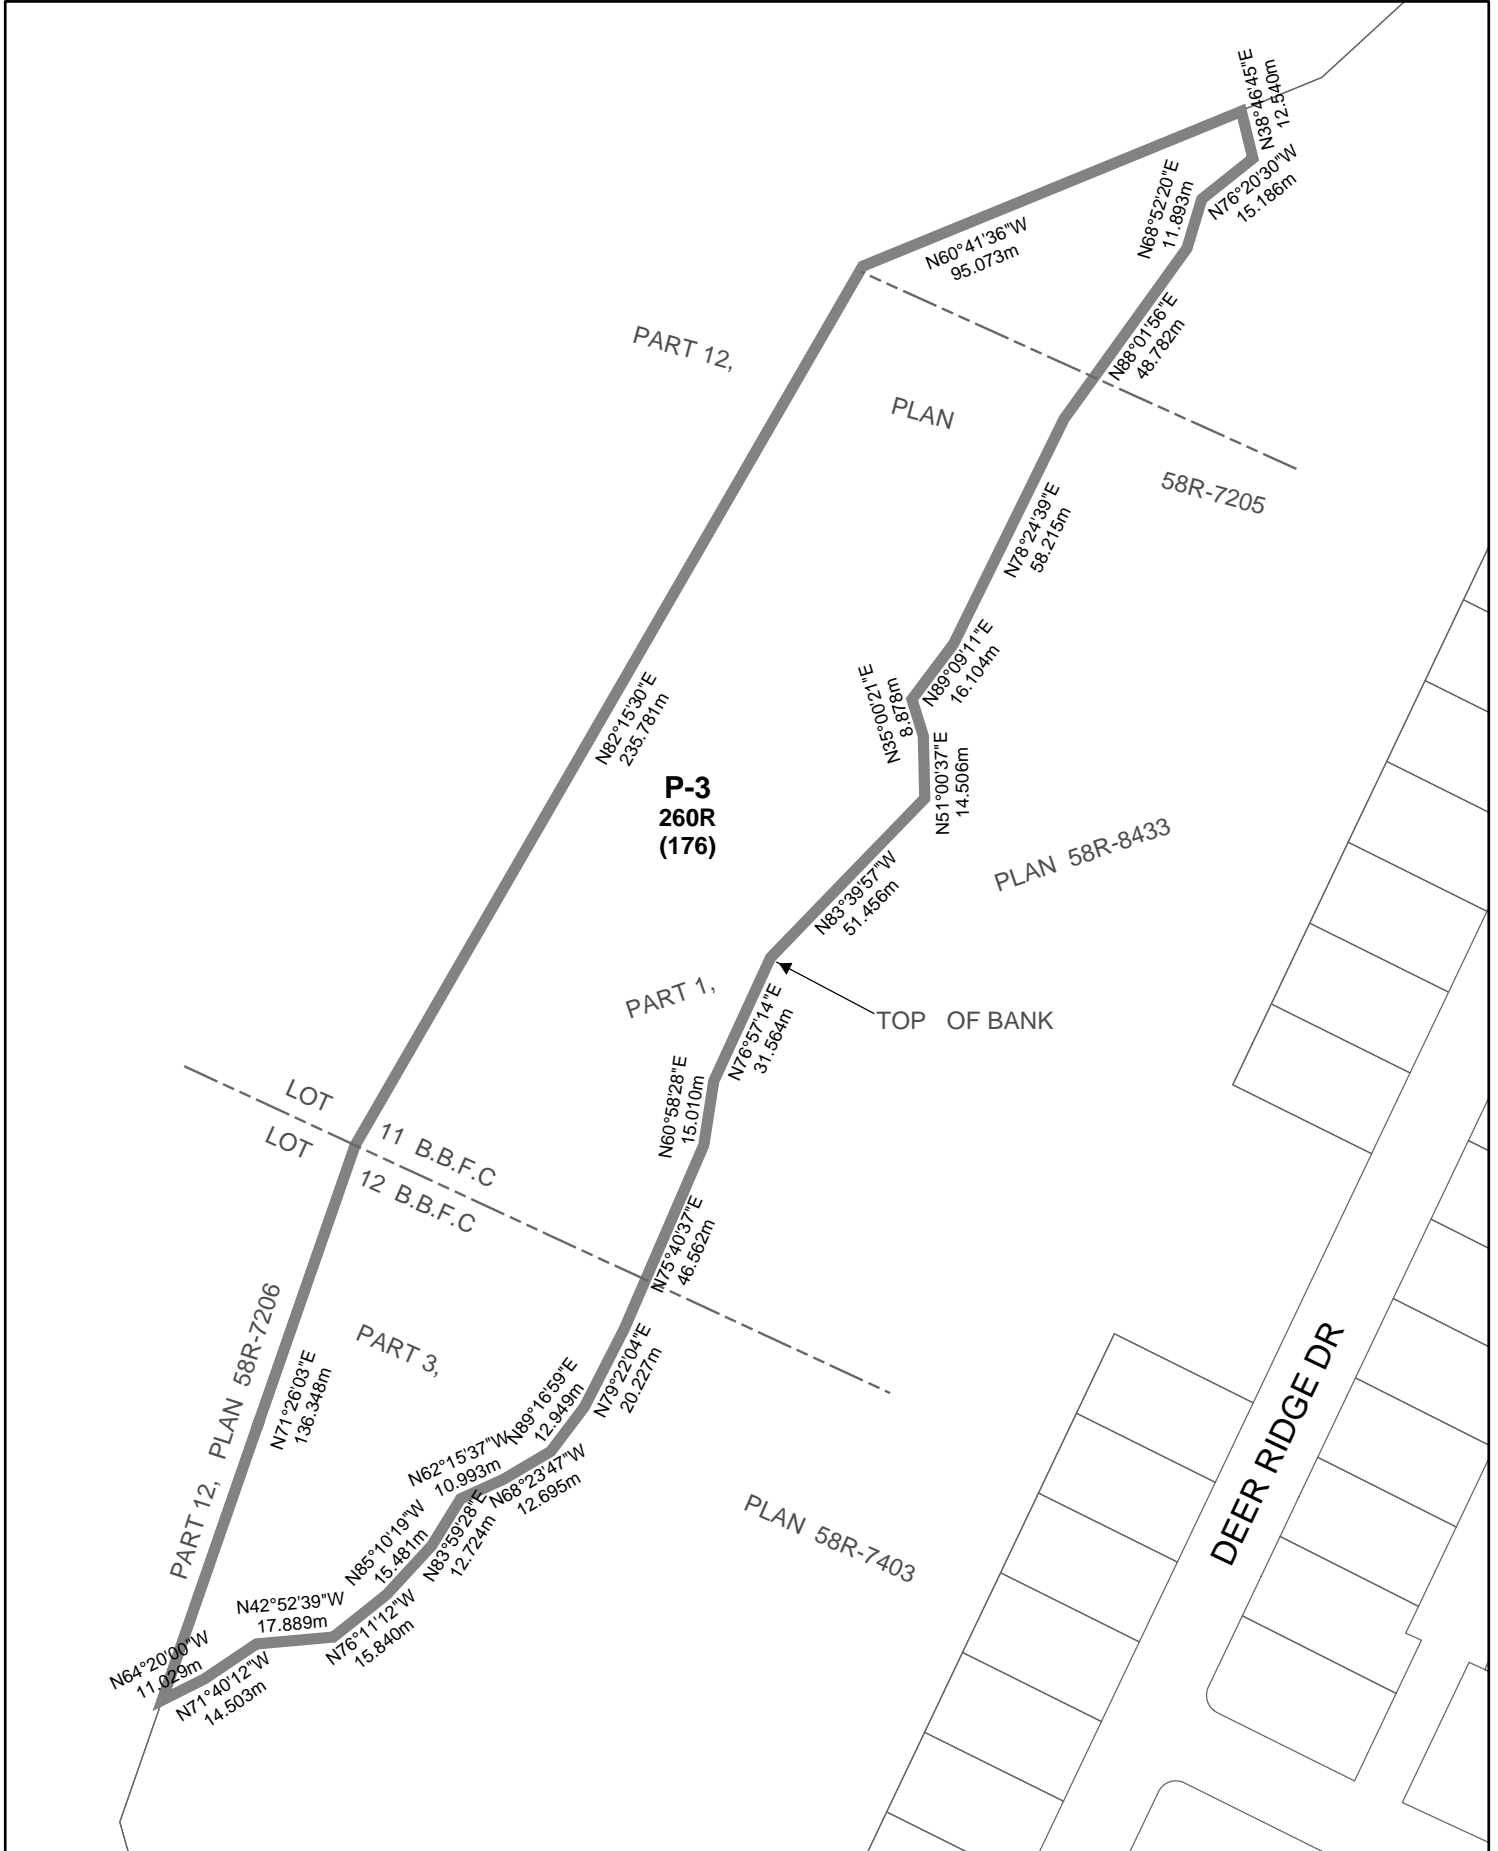 N38°46'45"E
12.540m
N76°20'30"W
15.186m
N68°52'20"E
11.893m
N60°41'36"W
95.073m
N88°01'56"E
48.782m
PART 12,
PLAN
58R-7205
N78°24'39"E
58.215m
N89°09'11"E
16.104m
N35°00'21"E
8.878m
N51°00'37"E
14.506m
N82°15'30"E
235.781m
P-3
260R
(176)
PLAN 58R-8433
N83°39'57"W
51.456m
PART 1,
TOP OF BANK
N76°57'14"E
31.564m
N60°58'28"E
15.010m
LOT
LOT
11 B.B.F.C
12 B.B.F.C
N75°40'37"E
46.562m
PART 12, PLAN 58R-7206
PART 3,
N71°26'03"E
136.348m
N79°22'04"E
20.227m
N89°16'59"E
12.949m
N62°15'37"W
10.993m
N68°23'47"W
12.695m
N83°59'28"E
12.724m
N85°10'19"W
15.481m
N76°11'12"W
15.840m
N42°52'39"W
17.889m
N64°20'00"W
11.029m
N71°40'12"W
14.503m
PLAN 58R-7403
DEER RIDGE DR